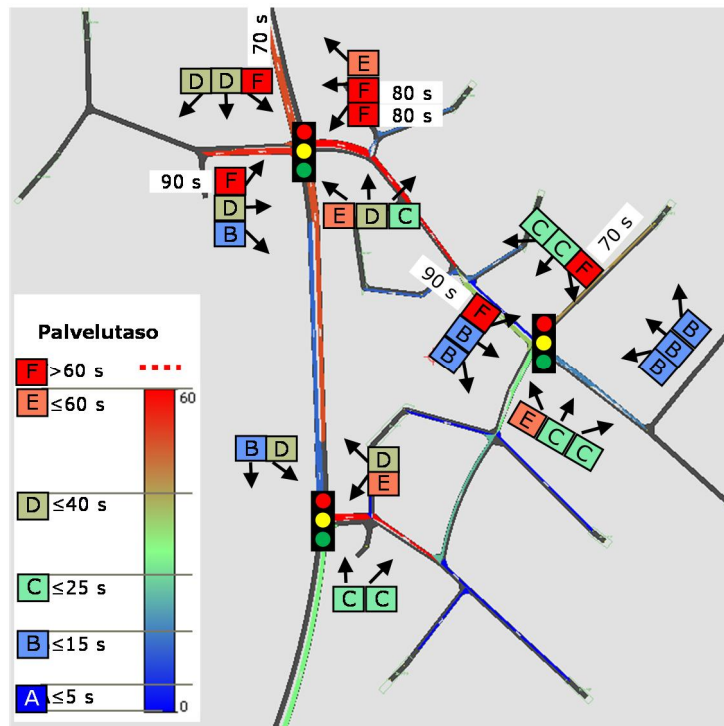 70 s
E
D D F
F 80 s
F 80 s
90 s F
D
B
E D C
C C F
70 s
90 s
F
B
B
B
B
B
E C C
Palvelutaso
F >60 s
60
E ≤60 s
D ≤40 s
C ≤25 s
B ≤15 s
A ≤5 s
0
B D
D
E
C C